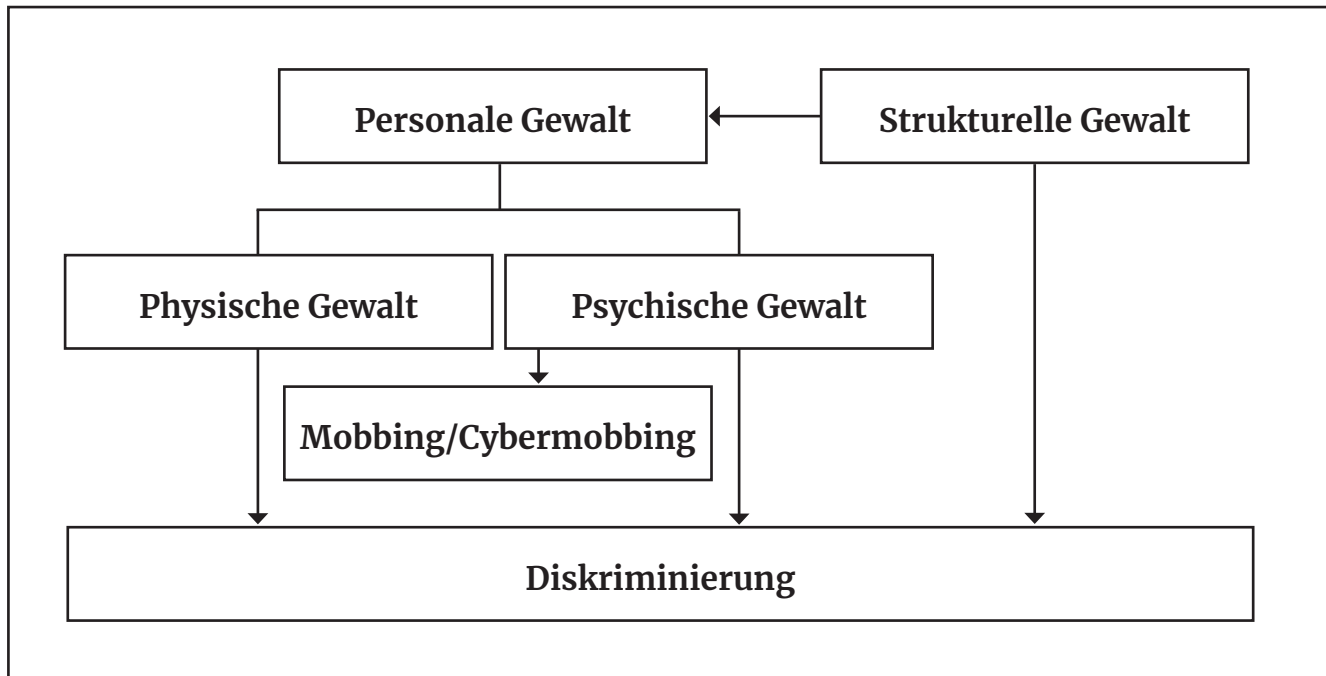 Personale Gewalt
Strukturelle Gewalt
Physische Gewalt
Psychische Gewalt
Mobbing/Cybermobbing
Diskriminierung